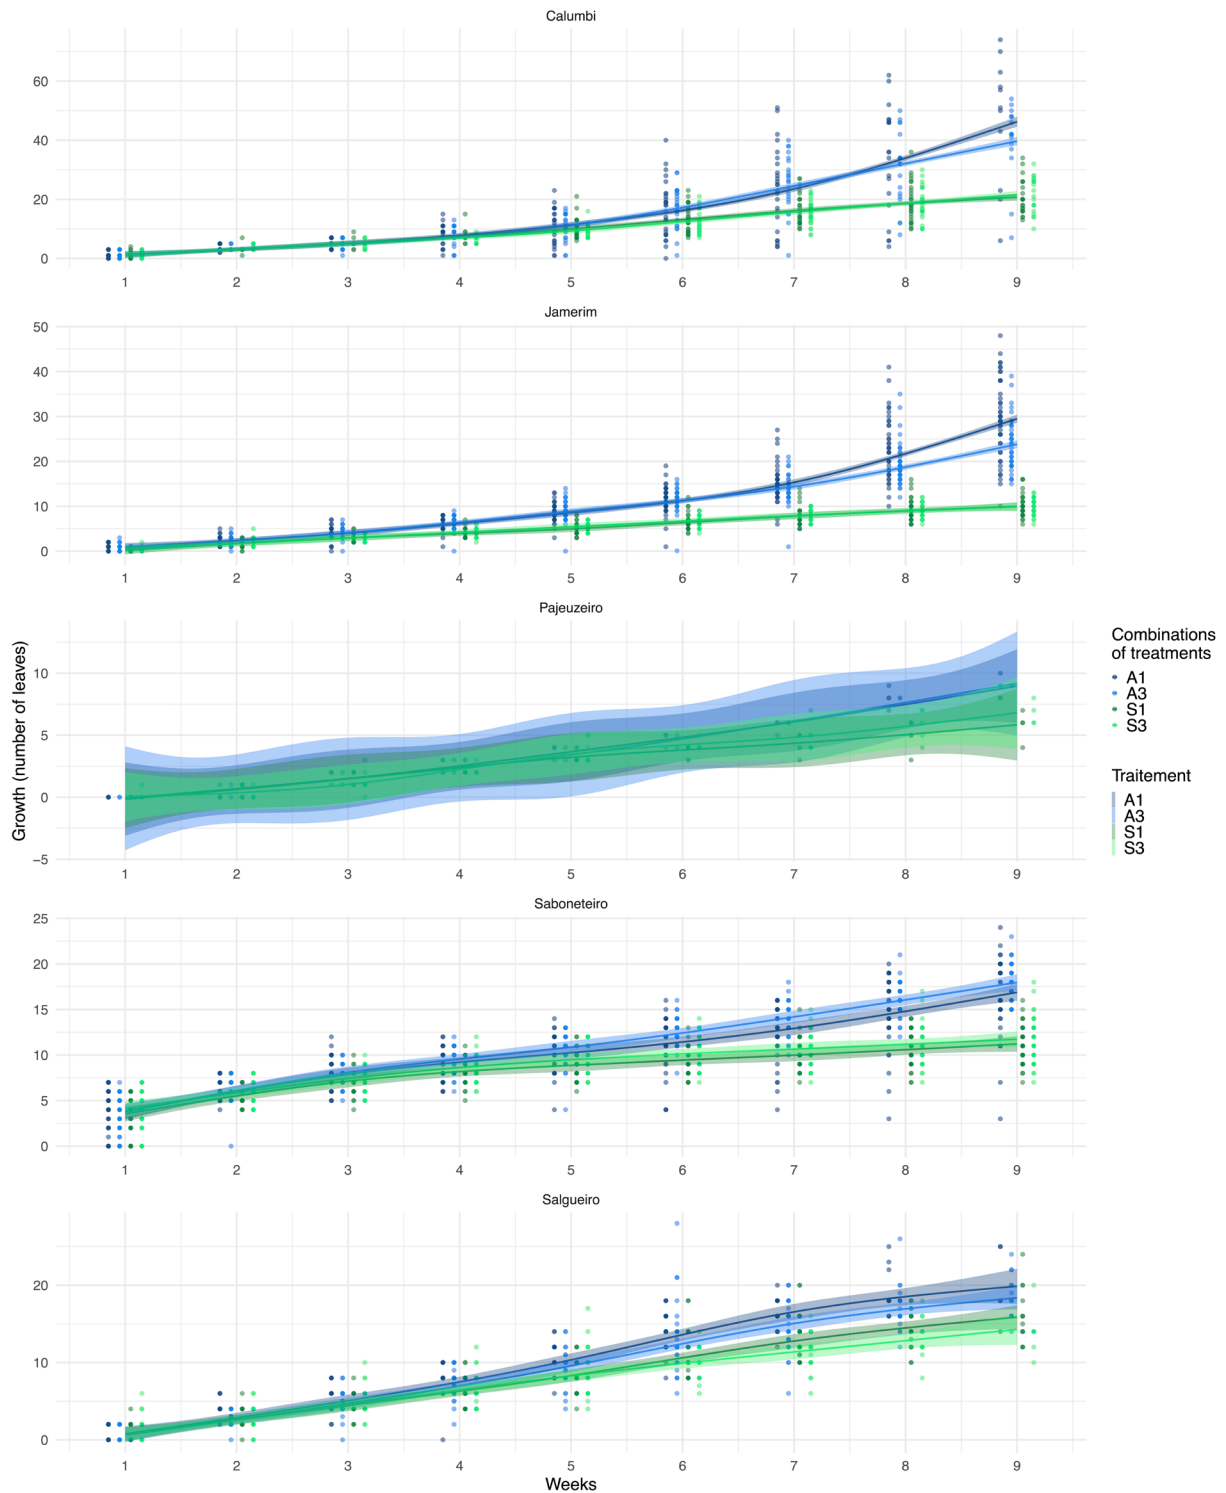 Calumbi
60
40
20
0
1 2 3 4 5 6 7 8 9
Jamerim
50
40
30
20
10
0
1 2 3 4 5 6 7 8 9
Pajeuzeiro
10
5
0
−5
1 2 3 4 5 6 7 8 9
Growth (number of leaves)
Saboneteiro
25
20
15
10
5
0
1 2 3 4 5 6 7 8 9
Salgueiro
20
10
0
1 2 3 4 5 6 7 8 9
Weeks
Combinations
of treatments
A1
A3
S1
S3
Traitement
A1
A3
S1
S3